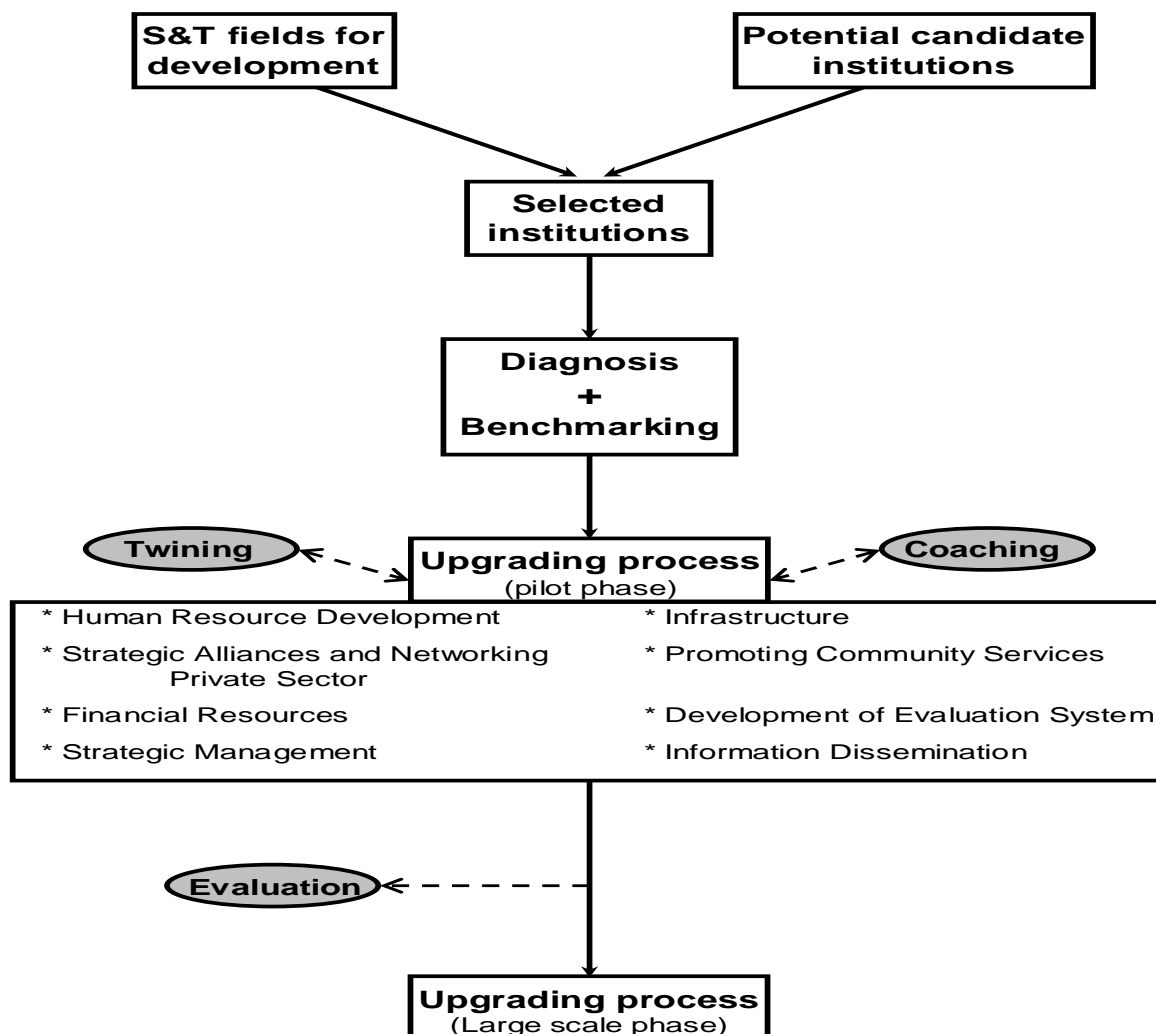 S&T fields for
development
Potential candidate
institutions
Selected
institutions
Diagnosis
+
Benchmarking
Twining
Upgrading process
(pilot phase)
Coaching
* Human Resource Development
* Infrastructure
* Strategic Alliances and Networking
Private Sector
* Promoting Community Services
* Financial Resources
* Development of Evaluation System
* Strategic Management
* Information Dissemination
Evaluation
Upgrading process
(Large scale phase)